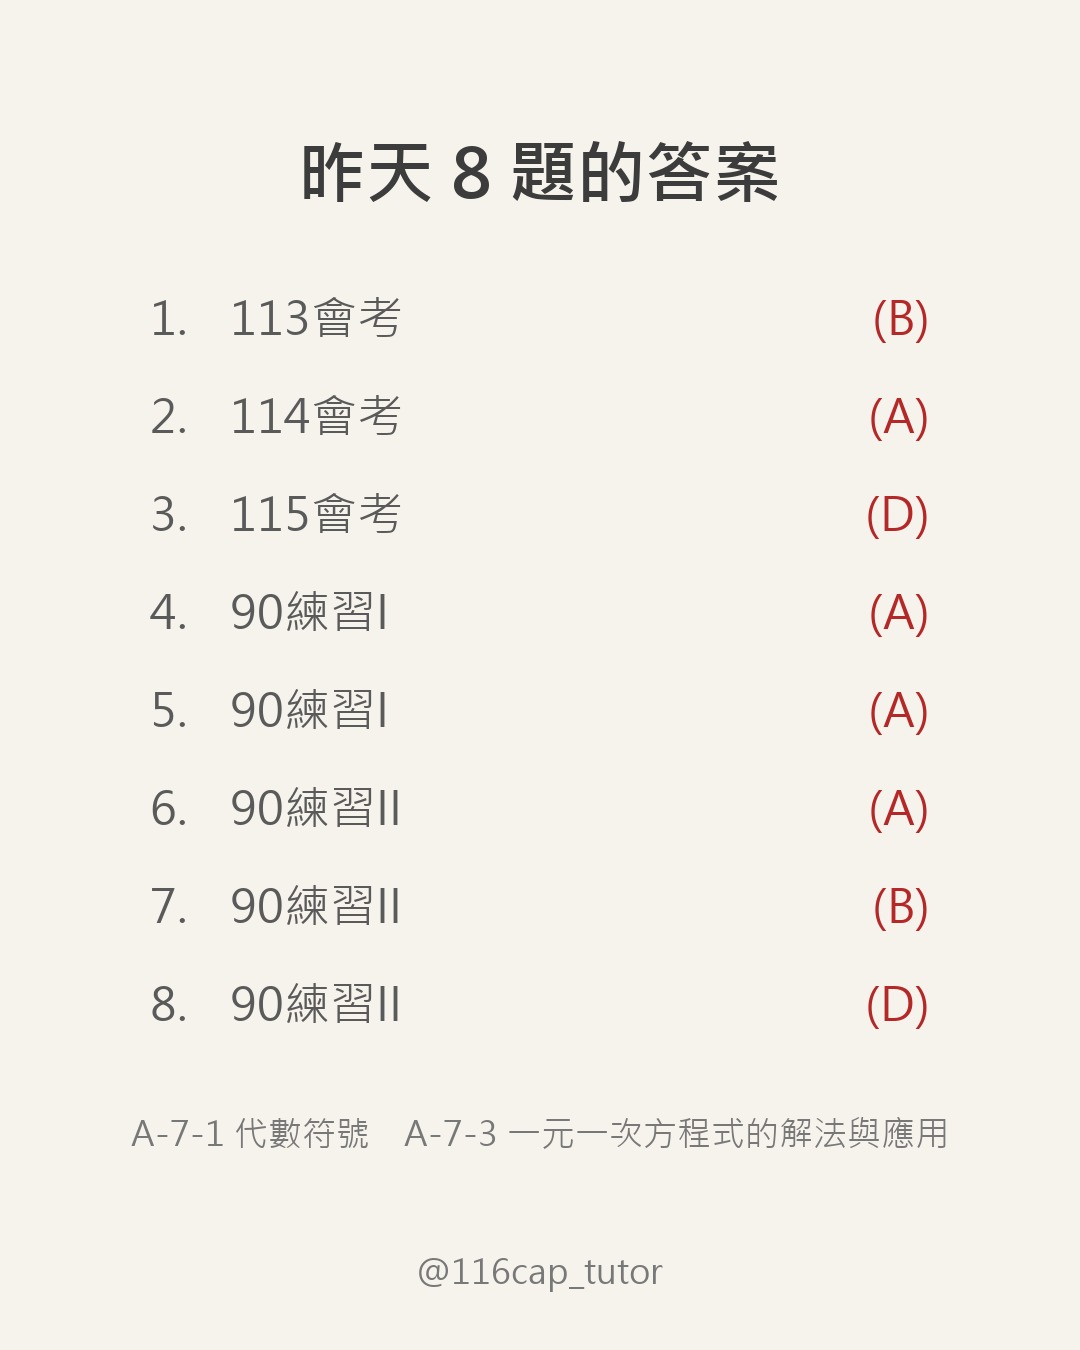 昨天 8 題的答案
1. 113會考 (B)
2. 114會考 (A)
3. 115會考 (D)
4. 90練習I (A)
5. 90練習I (A)
6. 90練習II (A)
7. 90練習II (B)
8. 90練習II (D)
A-7-1 代數符號 A-7-3 一元一次方程式的解法與應用
@116cap_tutor